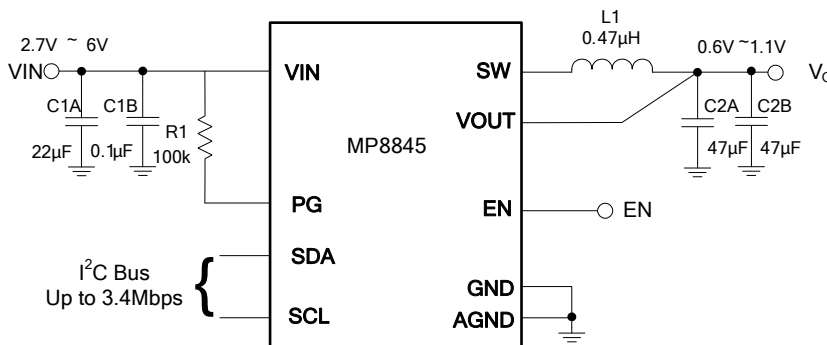 L1
0.47µH
2.7V ~ 6V
0.6V ~1.1V
VIN
VIN
SW
C1A
C1B
C2A
C2B
VOUT
R1
100k
MP8845
22µF
0.1µF
47µF
47µF
PG
EN
EN
SDA
I²C Bus
Up to 3.4Mbps
SCL
GND
AGND